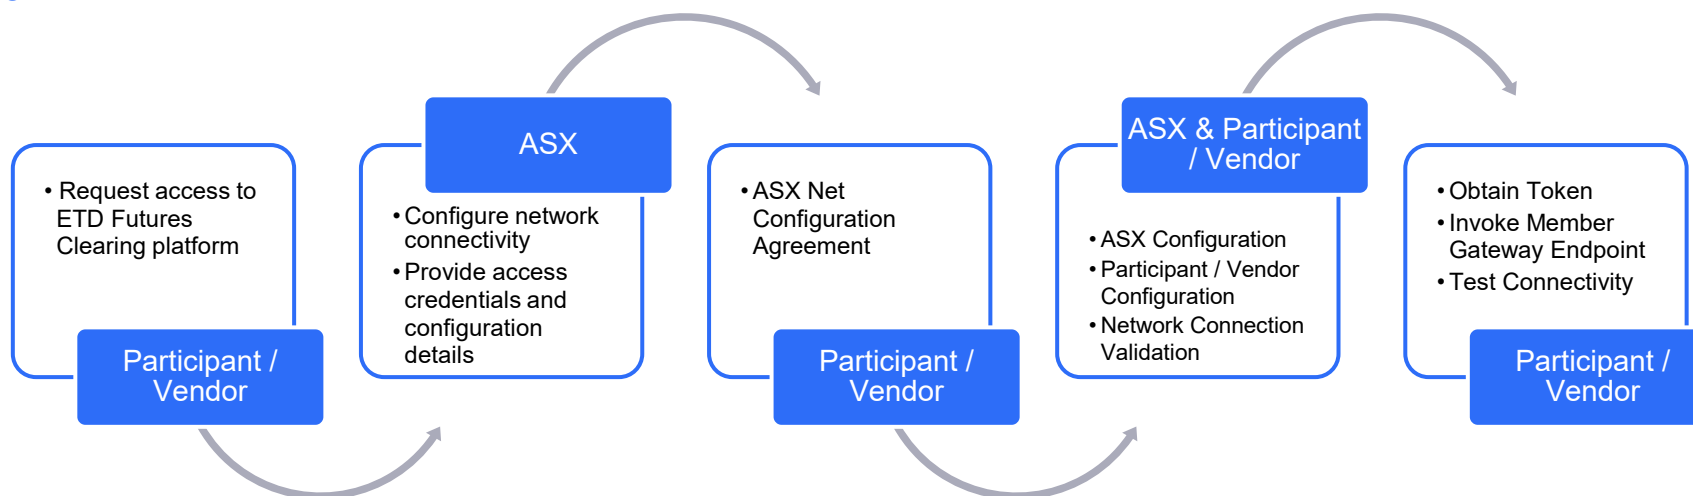 • Request access to
ETD Futures
Clearing platform
Participant /
Vendor
ASX
• Configure network
connectivity
• Provide access
credentials and
configuration
details
• ASX Net
Configuration
Agreement
Participant /
Vendor
ASX & Participant
/ Vendor
• ASX Configuration
• Participant / Vendor
Configuration
• Network Connection
Validation
• Obtain Token
• Invoke Member
Gateway Endpoint
• Test Connectivity
Participant /
Vendor